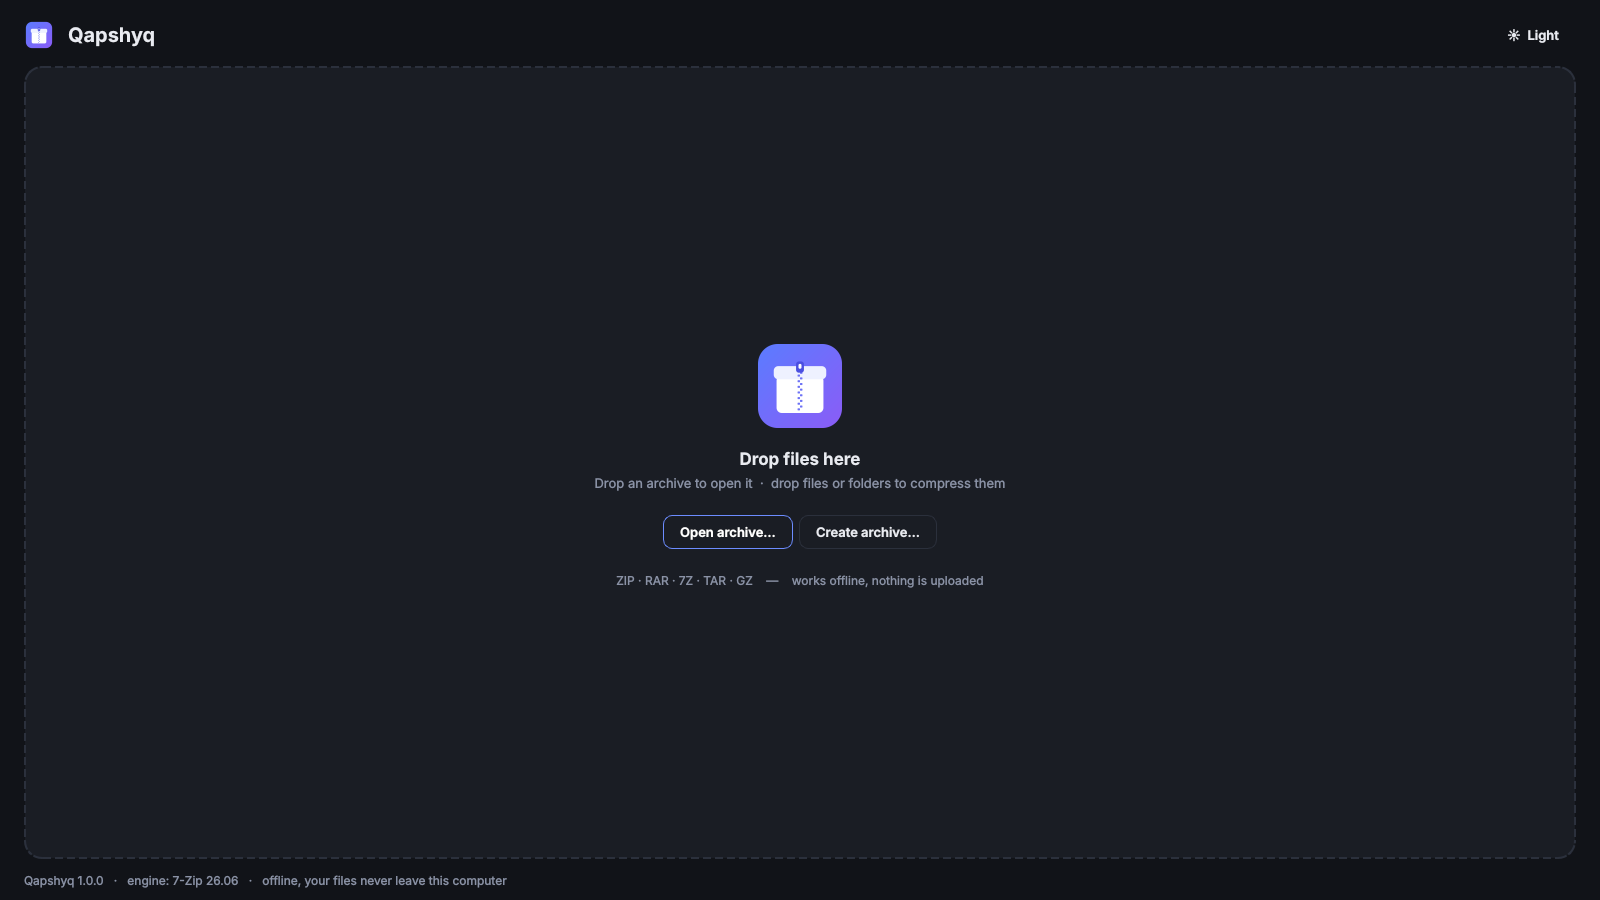 Qapshyq
Light
Drop files here
Drop an archive to open it · drop files or folders to compress them
Open archive...
Create archive...
ZIP · RAR · 7Z · TAR · GZ — works offline, nothing is uploaded
Qapshyq 1.0.0 · engine: 7-Zip 26.06 · offline, your files never leave this computer